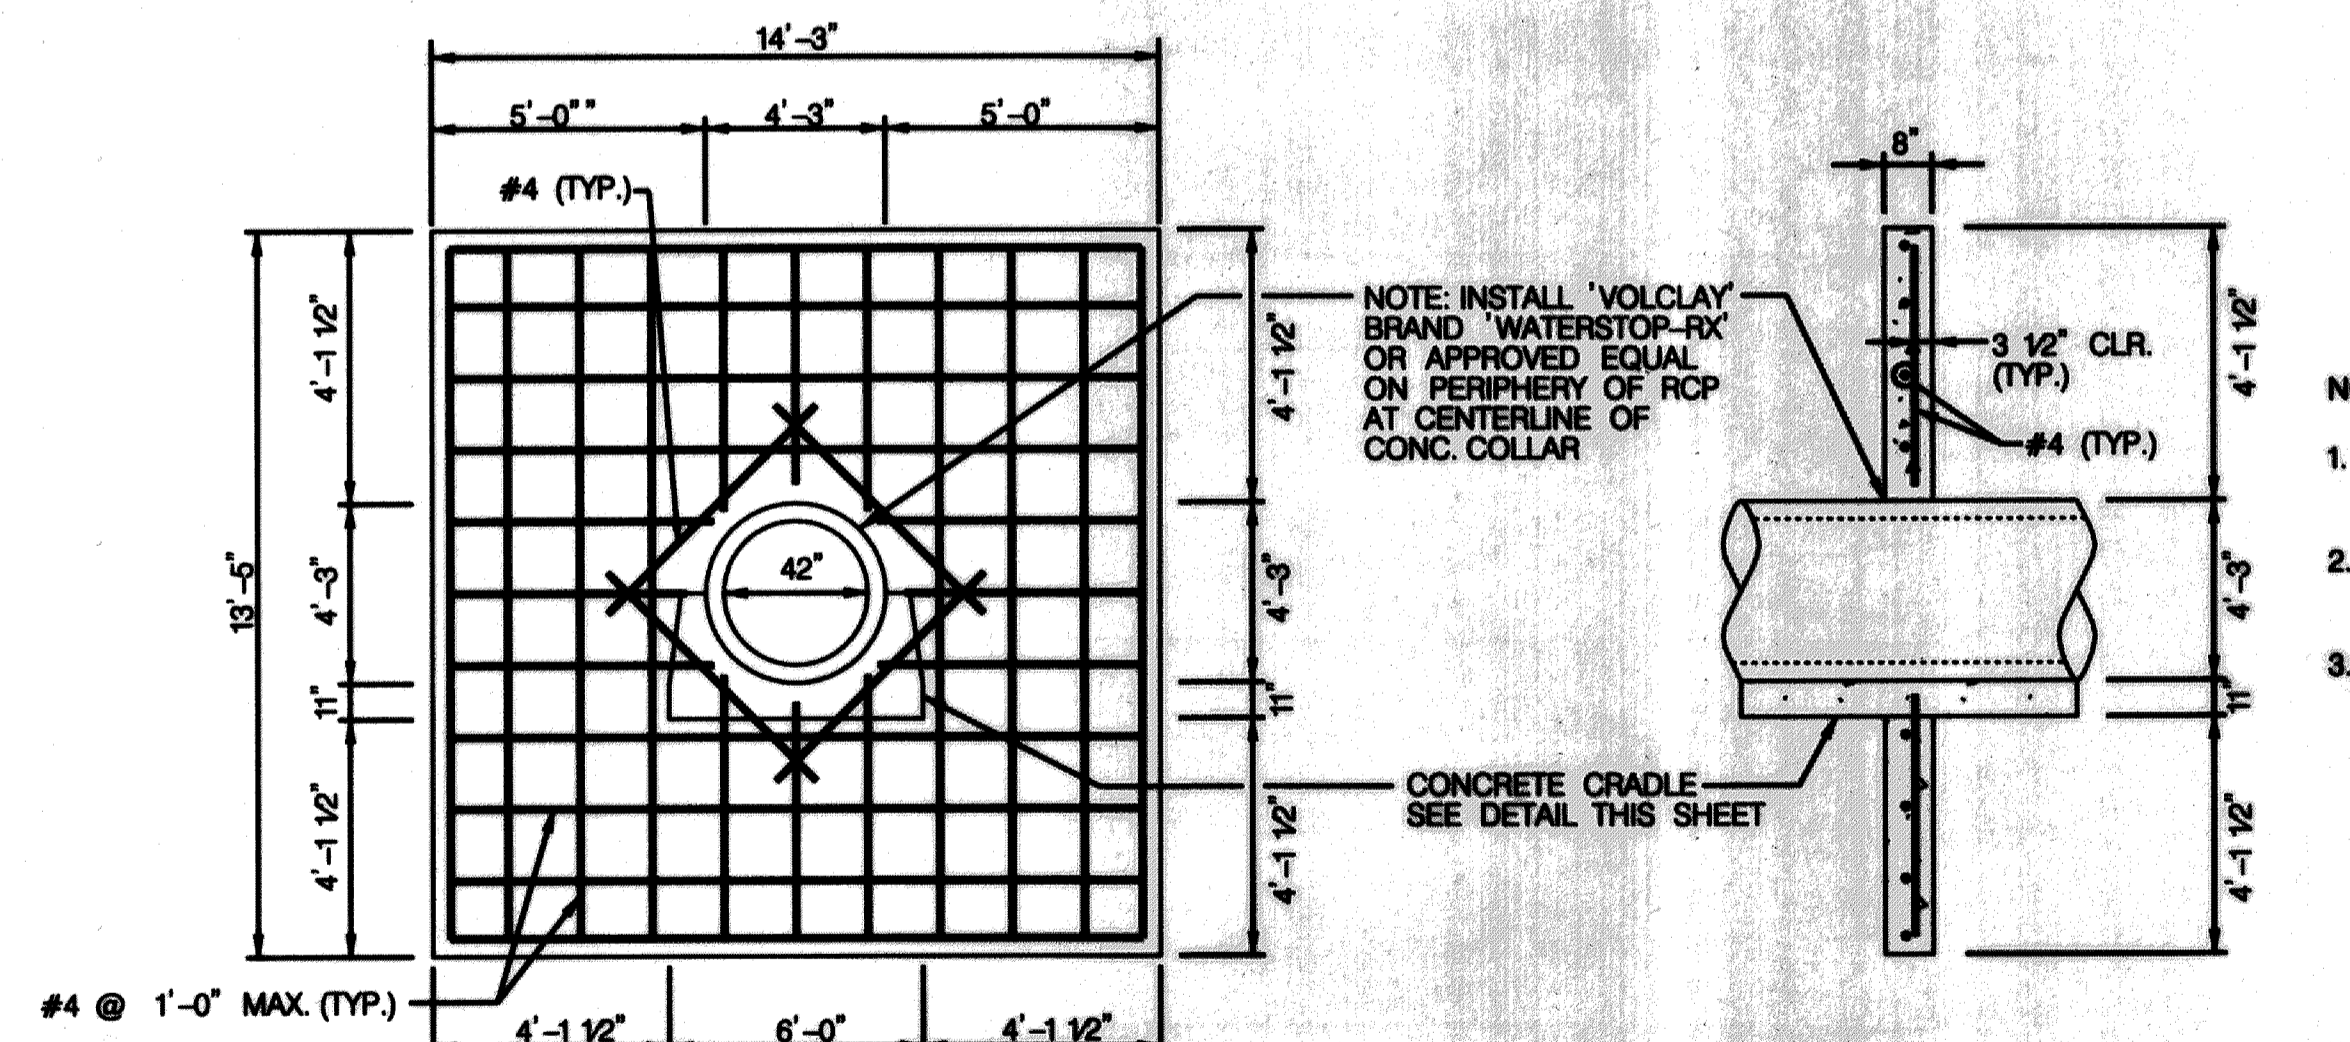 14'-3"
5'-0""
4'-3"
5'-0"
#4 (TYP.)
8"
4'-1 1/2"
4'-3"
11"
4'-1 1/2"
13'-5"
42"
4'-1 1/2"
4'-3"
11"
4'-1 1/2"
NOTE: INSTALL 'VOLCLAY'
BRAND 'WATERSTOP-RX'
OR APPROVED EQUAL
ON PERIPHERY OF RCP
AT CENTERLINE OF
CONC. COLLAR
3 1/2" CLR.
(TYP.)
#4 (TYP.)
4'-1 1/2"
4'-3"
11"
4'-1 1/2"
CONCRETE CRADLE
SEE DETAIL THIS SHEET
#4 @ 1'-0" MAX. (TYP.)
4'-1 1/2"
6'-0"
4'-1 1/2"
N
1.
2.
3.